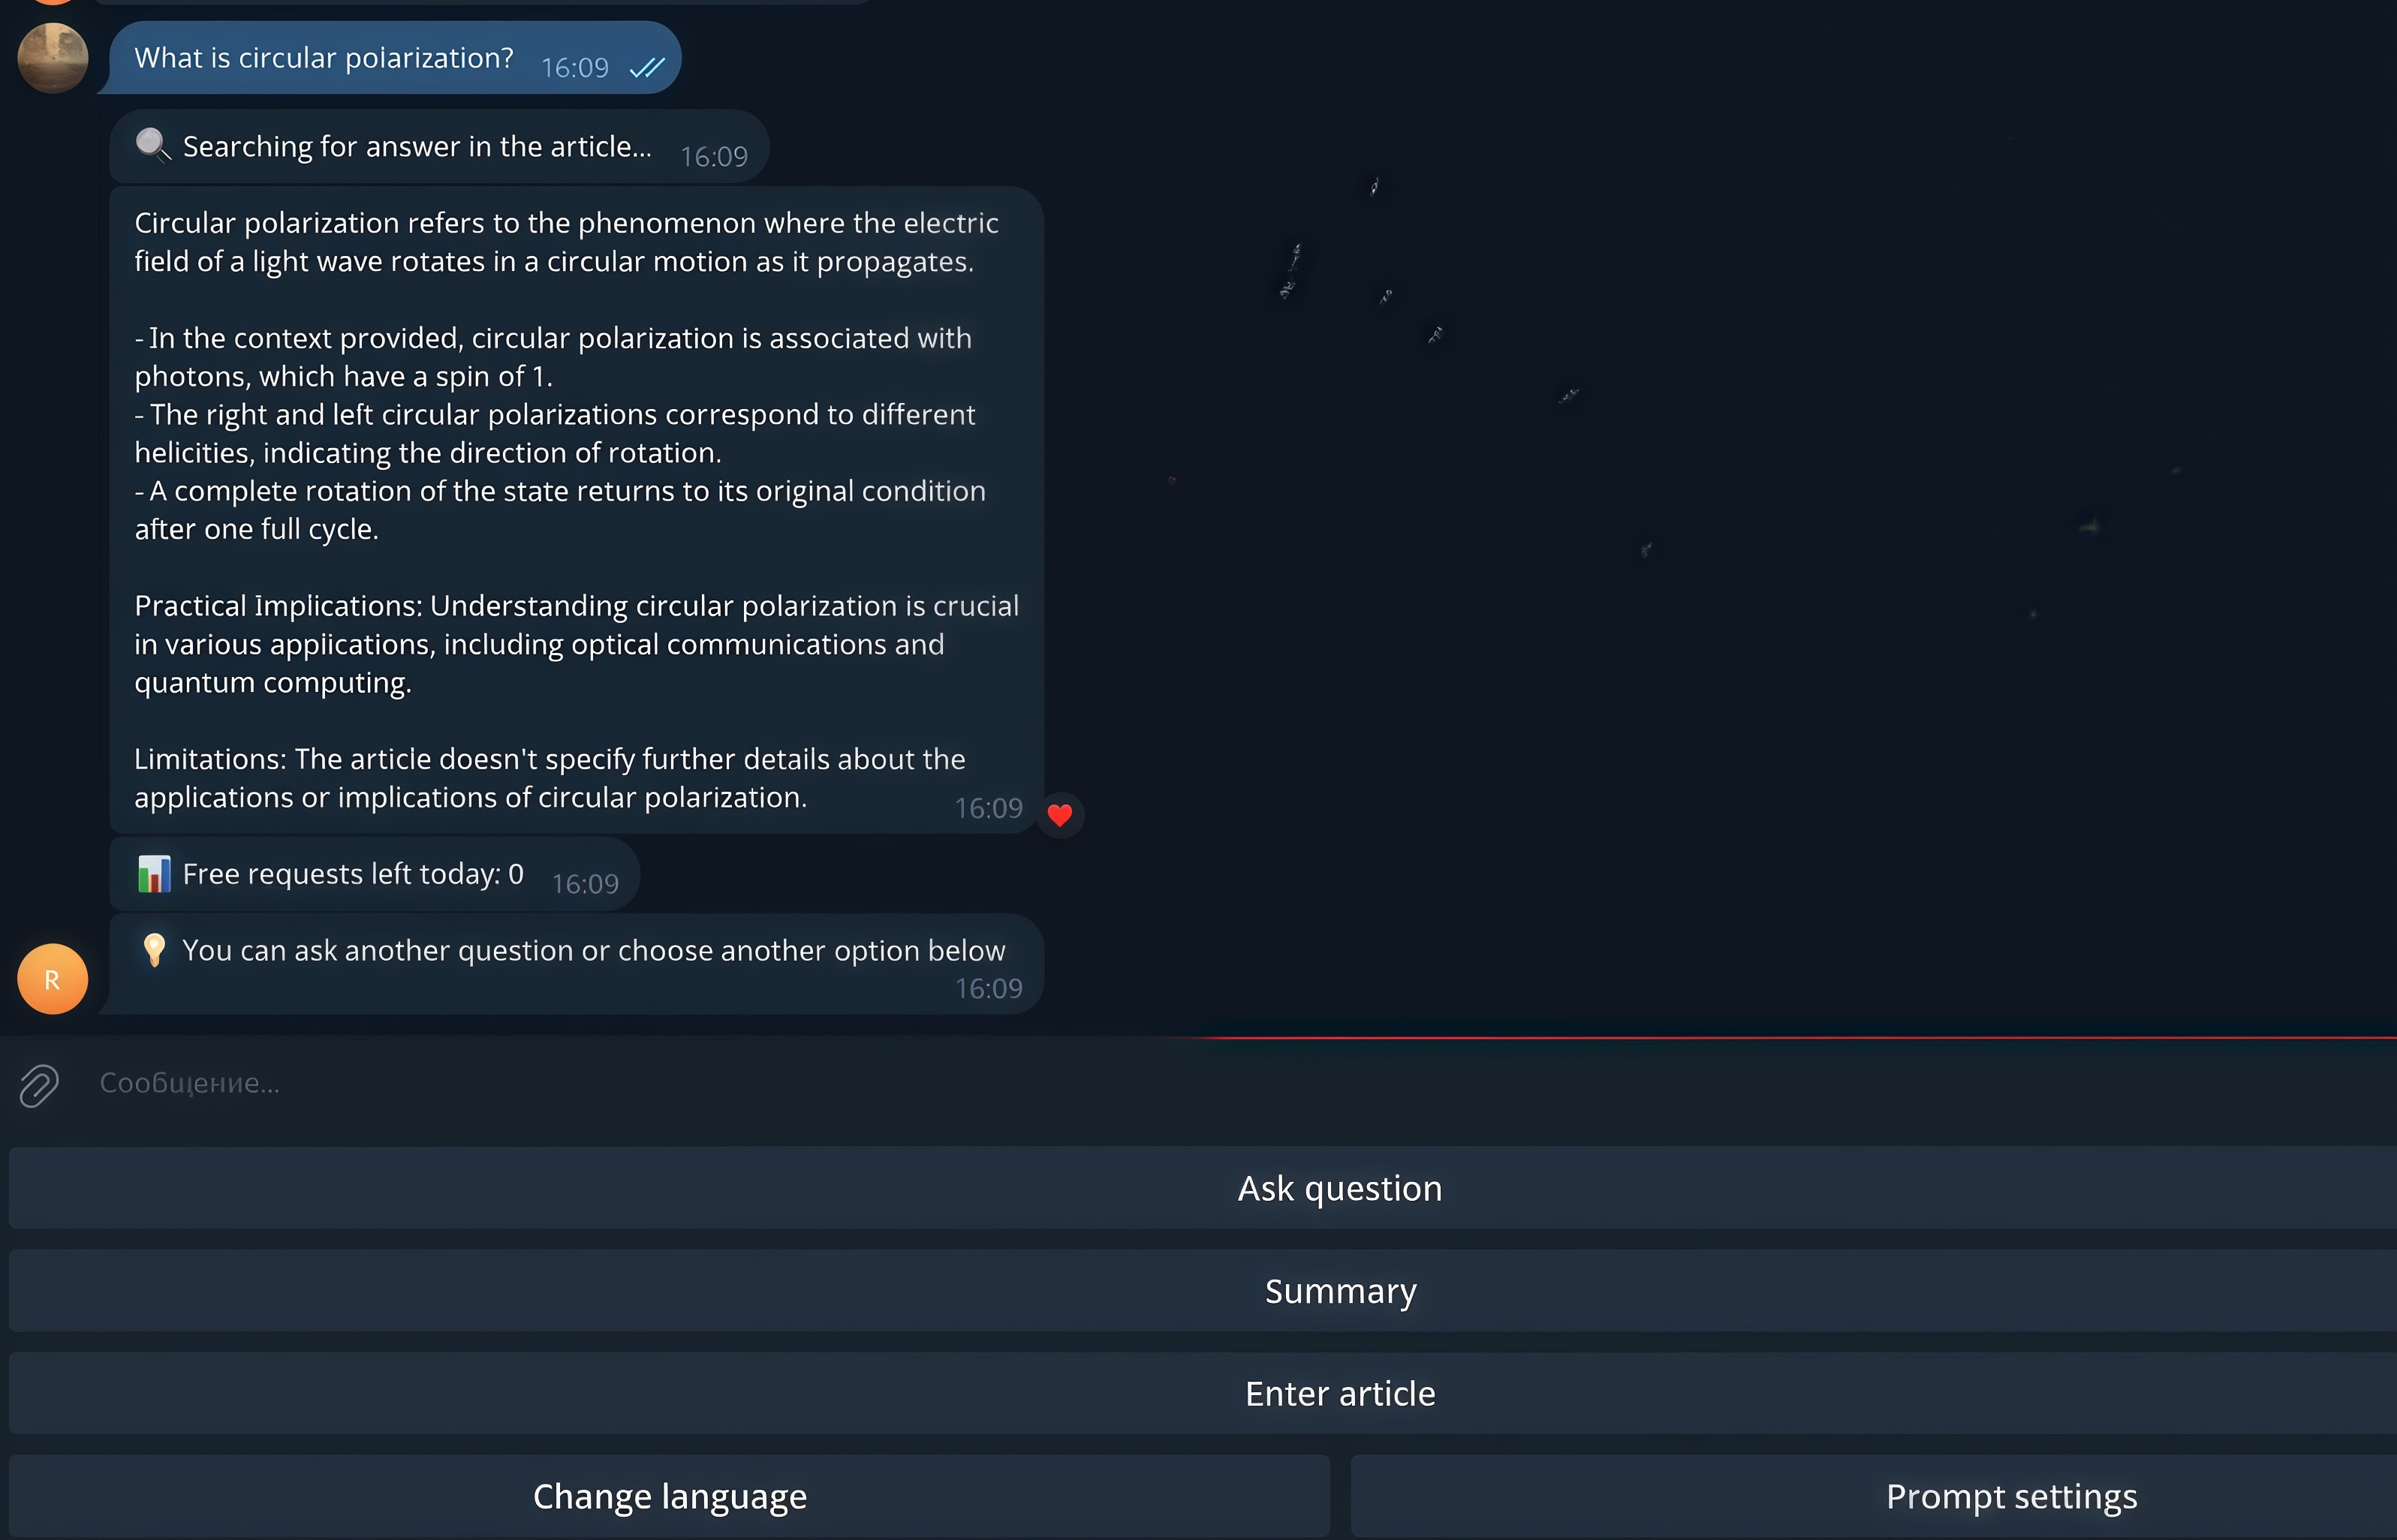 What is circular polarization? 16:09
Searching for answer in the article... 16:09
Circular polarization refers to the phenomenon where the electric
field of a light wave rotates in a circular motion as it propagates.
- In the context provided, circular polarization is associated with
photons, which have a spin of 1.
- The right and left circular polarizations correspond to different
helicities, indicating the direction of rotation.
- A complete rotation of the state returns to its original condition
after one full cycle.
Practical Implications: Understanding circular polarization is crucial
in various applications, including optical communications and
quantum computing.
Limitations: The article doesn't specify further details about the
applications or implications of circular polarization. 16:09
Free requests left today: 0 16:09
You can ask another question or choose another option below
16:09
R
Сообщение...
Ask question
Summary
Enter article
Change language
Prompt settings